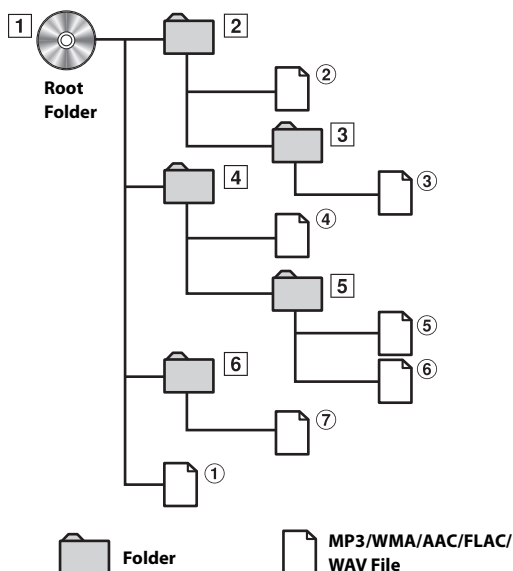 1
2
Root
Folder
②
3
4
③
④
5
⑤
⑥
6
⑦
①
Folder
MP3/WMA/AAC/FLAC/
WAV File